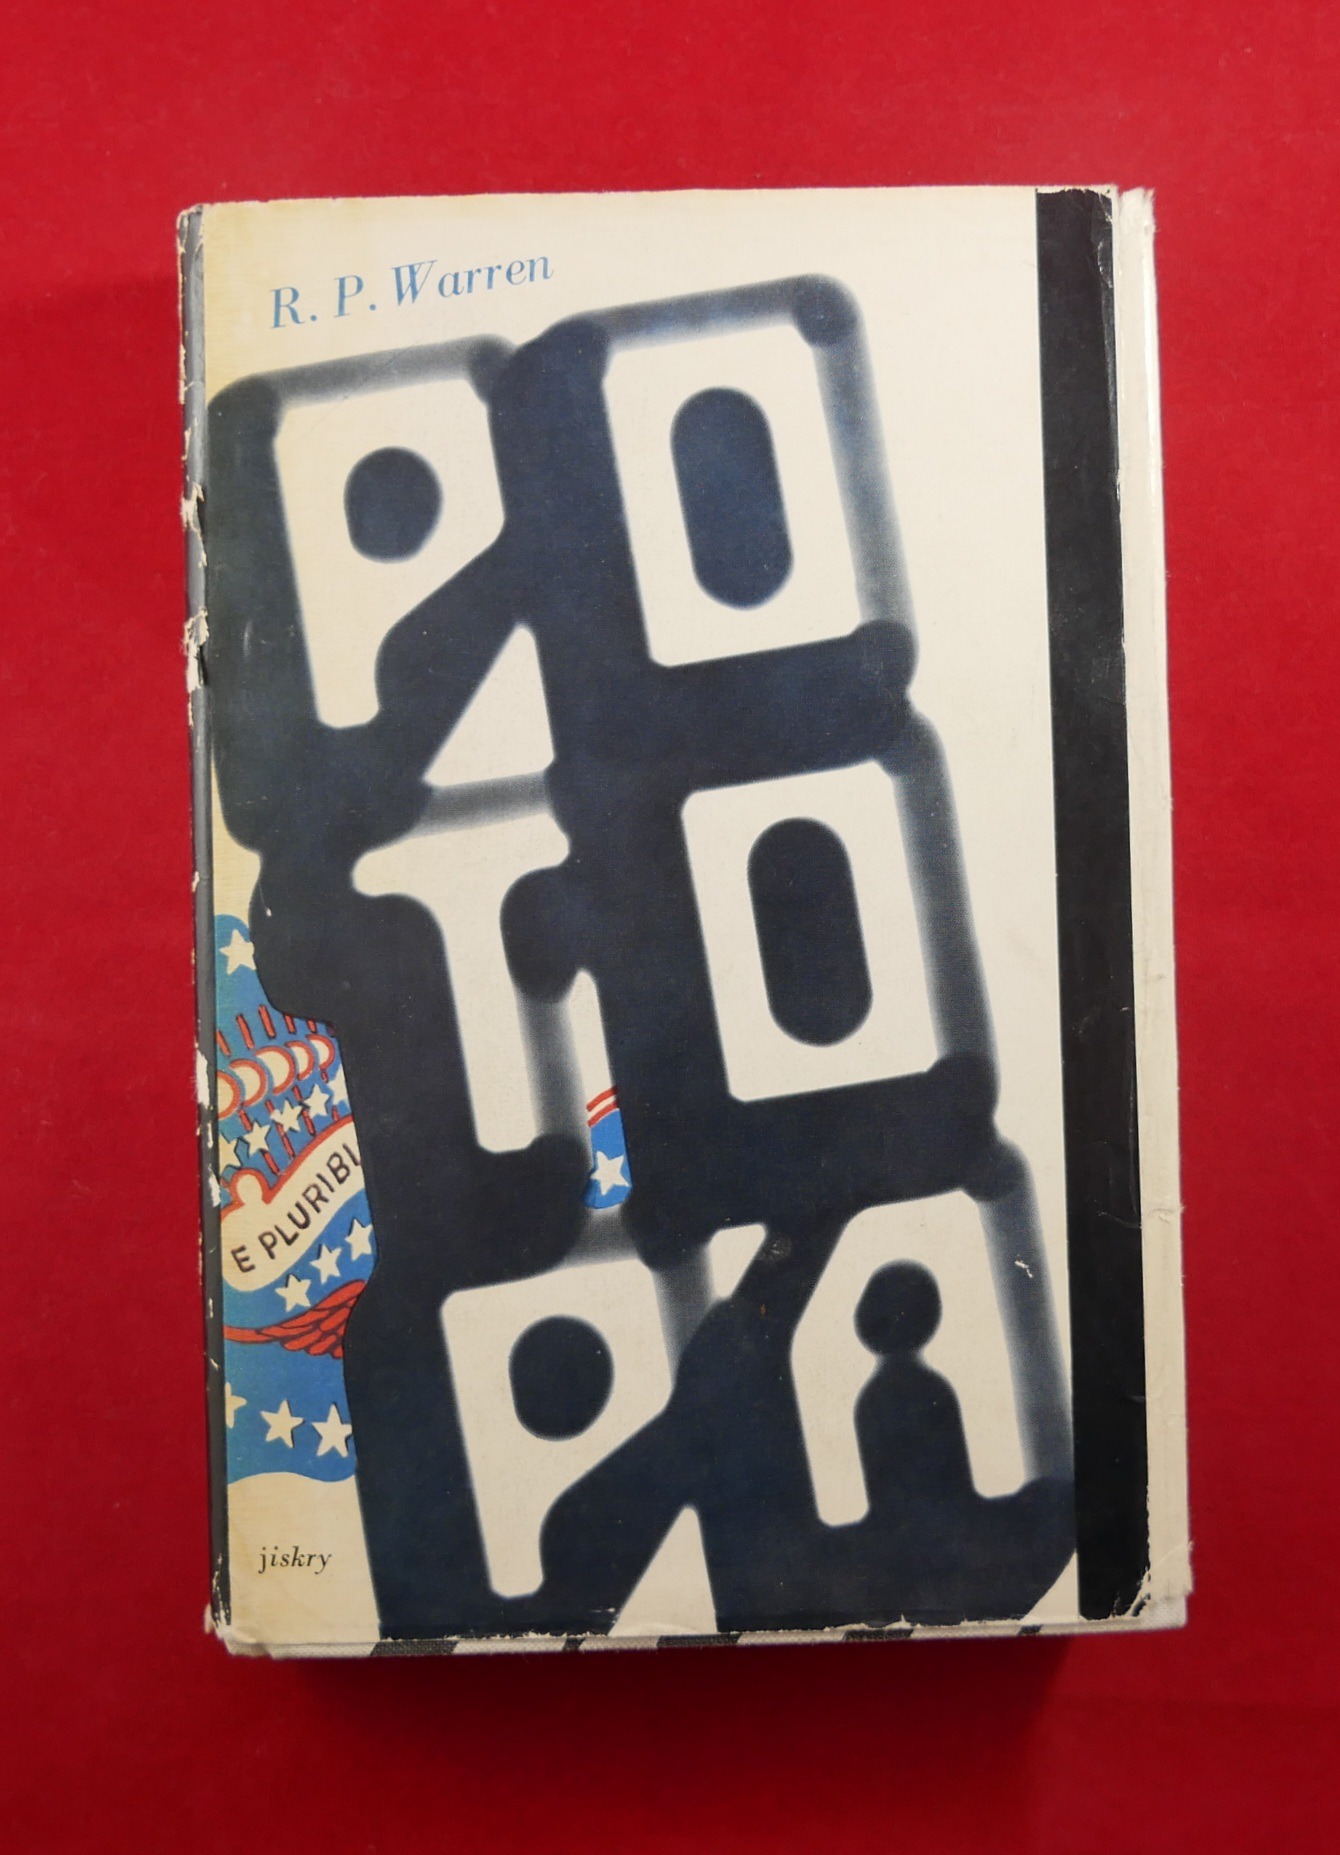 R. P. Warren
PO
TO
PA
E PLURIBU
jiskry